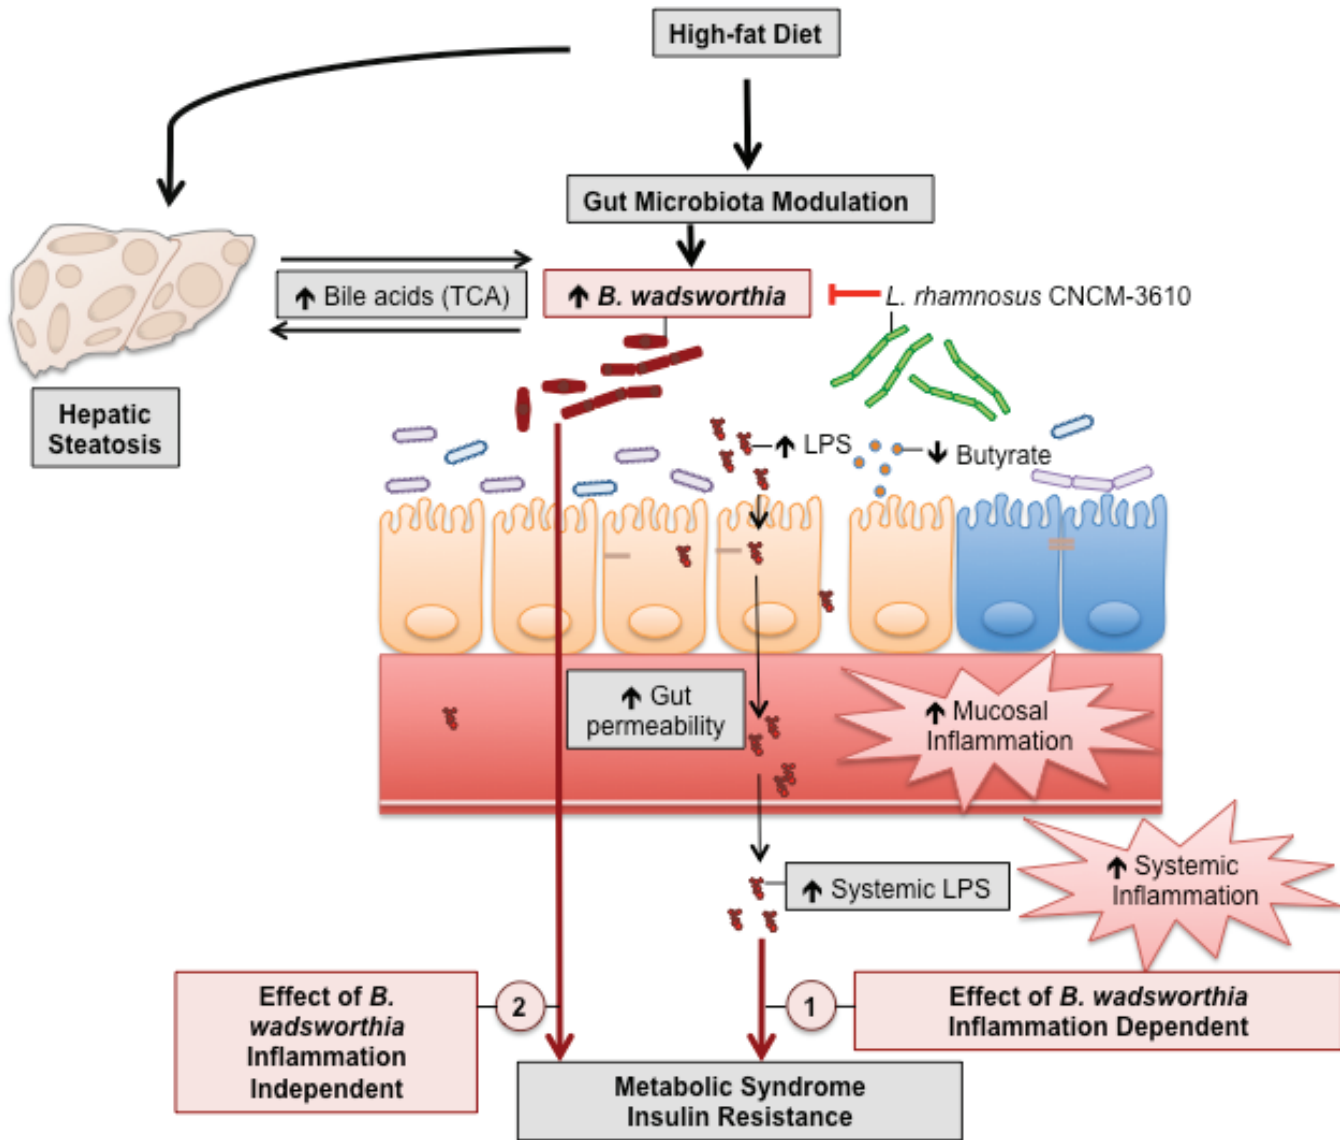 High-fat Diet
Gut Microbiota Modulation
↑ Bile acids (TCA)
↑ B. wadsworthia
L. rhamnosus CNCM-3610
Hepatic
Steatosis
↑ LPS
↓ Butyrate
↑ Gut
permeability
↑ Mucosal
Inflammation
↑ Systemic LPS
↑ Systemic
Inflammation
Effect of B.
wadsworthia
Inflammation
Independent
2
1
Effect of B. wadsworthia
Inflammation Dependent
Metabolic Syndrome
Insulin Resistance